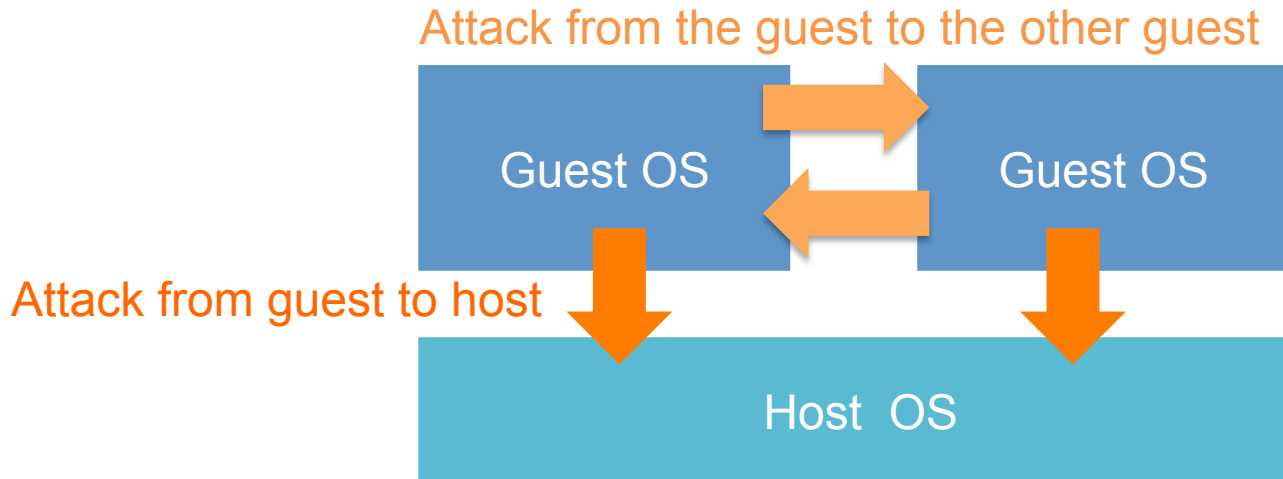 Attack from the guest to the other guest
Guest OS
Guest OS
Attack from guest to host
Host OS